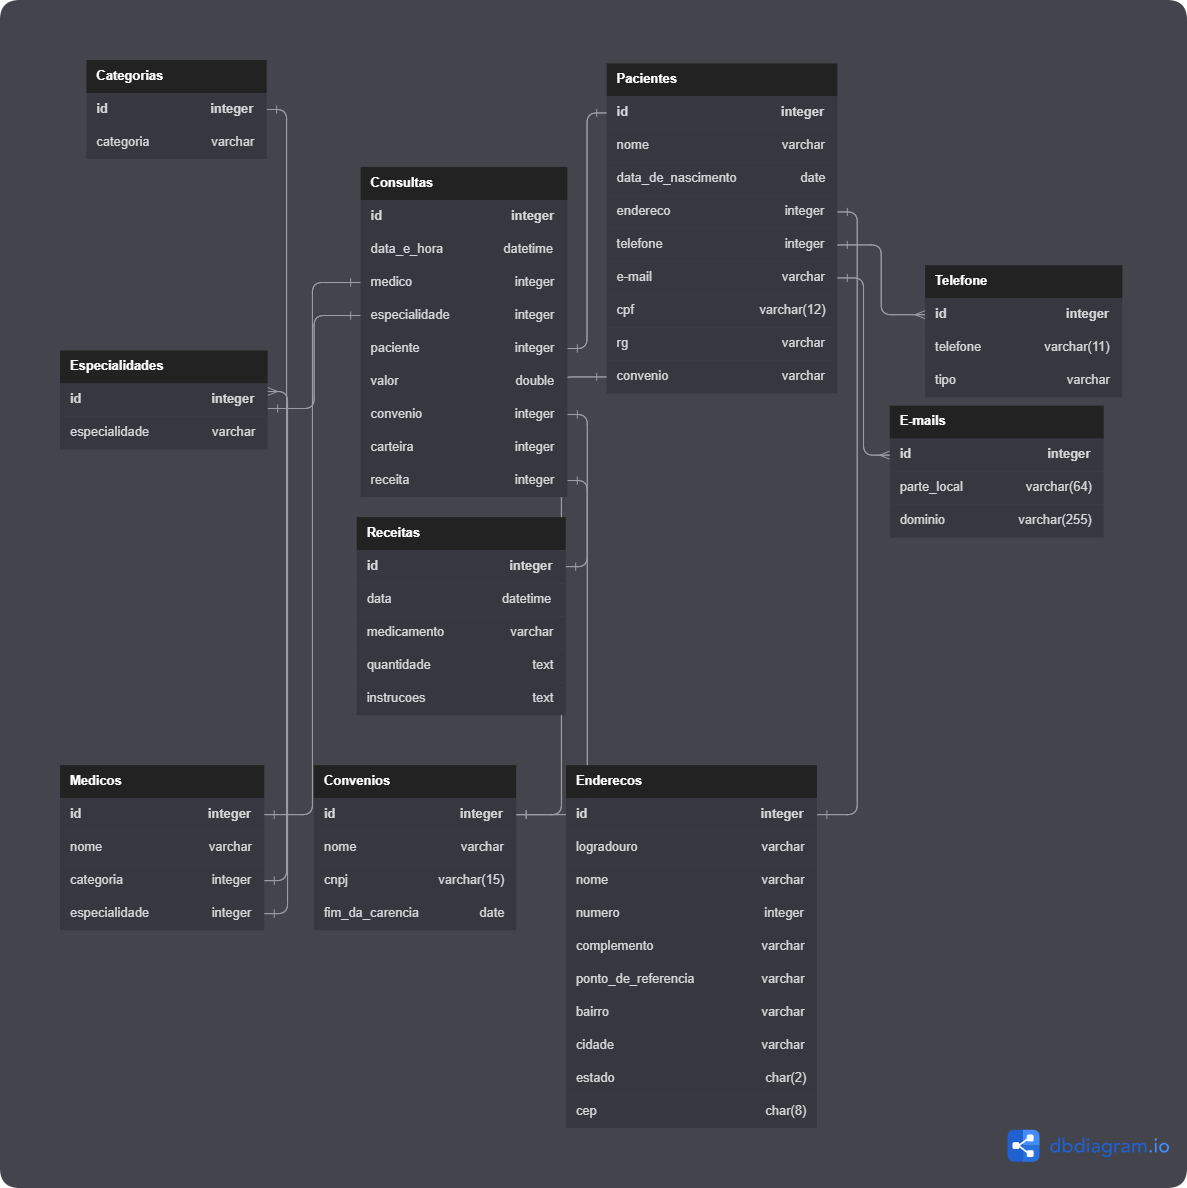 Categorias
id integer
categoria varchar
Pacientes
id integer
nome varchar
data_de_nascimento date
endereco integer
telefone integer
e-mail varchar
cpf varchar(12)
rg varchar
convenio varchar
Consultas
id integer
data_e_hora datetime
medico integer
especialidade integer
paciente integer
valor double
convenio integer
carteira integer
receita integer
Telefone
id integer
telefone varchar(11)
tipo varchar
Especialidades
id integer
especialidade varchar
E-mails
id integer
parte_local varchar(64)
dominio varchar(255)
Receitas
id integer
data datetime
medicamento varchar
quantidade text
instrucoes text
Medicos
id integer
nome varchar
categoria integer
especialidade integer
Convenios
id integer
nome varchar
cnpj varchar(15)
fim_da_carencia date
Enderecos
id integer
logradouro varchar
nome varchar
numero integer
complemento varchar
ponto_de_referencia varchar
bairro varchar
cidade varchar
estado char(2)
cep char(8)
dbdiagram.io